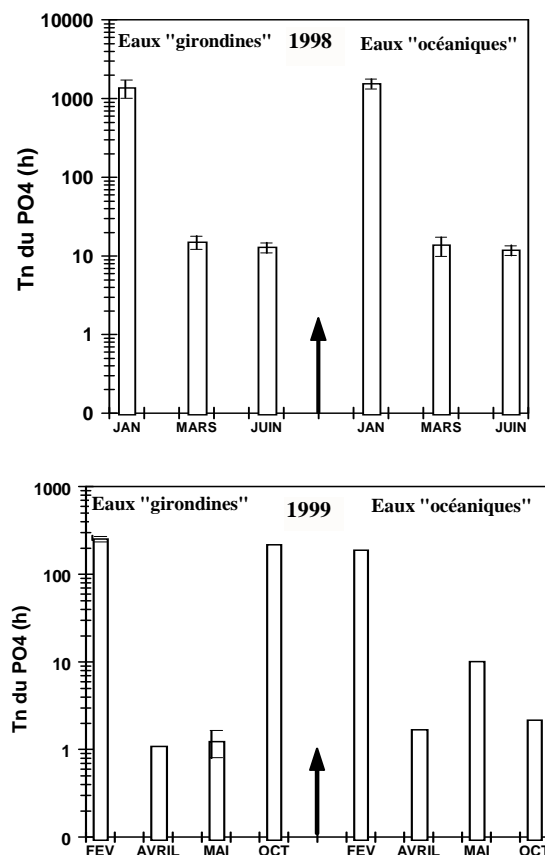 10000
Eaux "girondines" 1998 Eaux "océaniques"
1000
100
10
1
0
Tn du PO4 (h)
JAN MARS JUIN JAN MARS JUIN
1000
Eaux "girondines" 1999 Eaux "océaniques"
100
10
1
0
Tn du PO4 (h)
FEV AVRIL MAI OCT FEV AVRIL MAI OCT